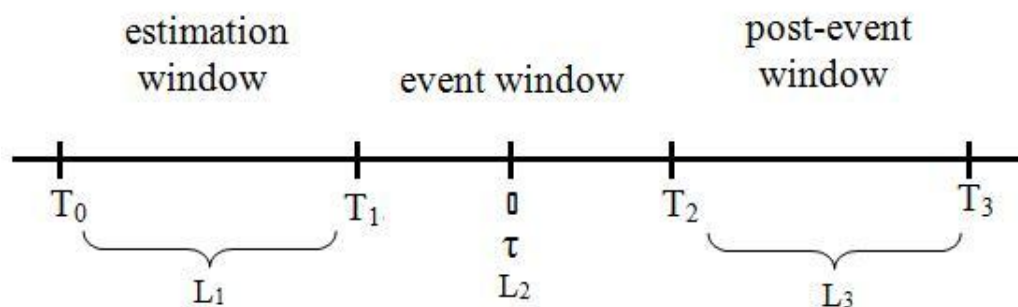 estimation window
event window
post-event window
T₀ T₁ 0 T₂ T₃
τ
L₁ L₂ L₃